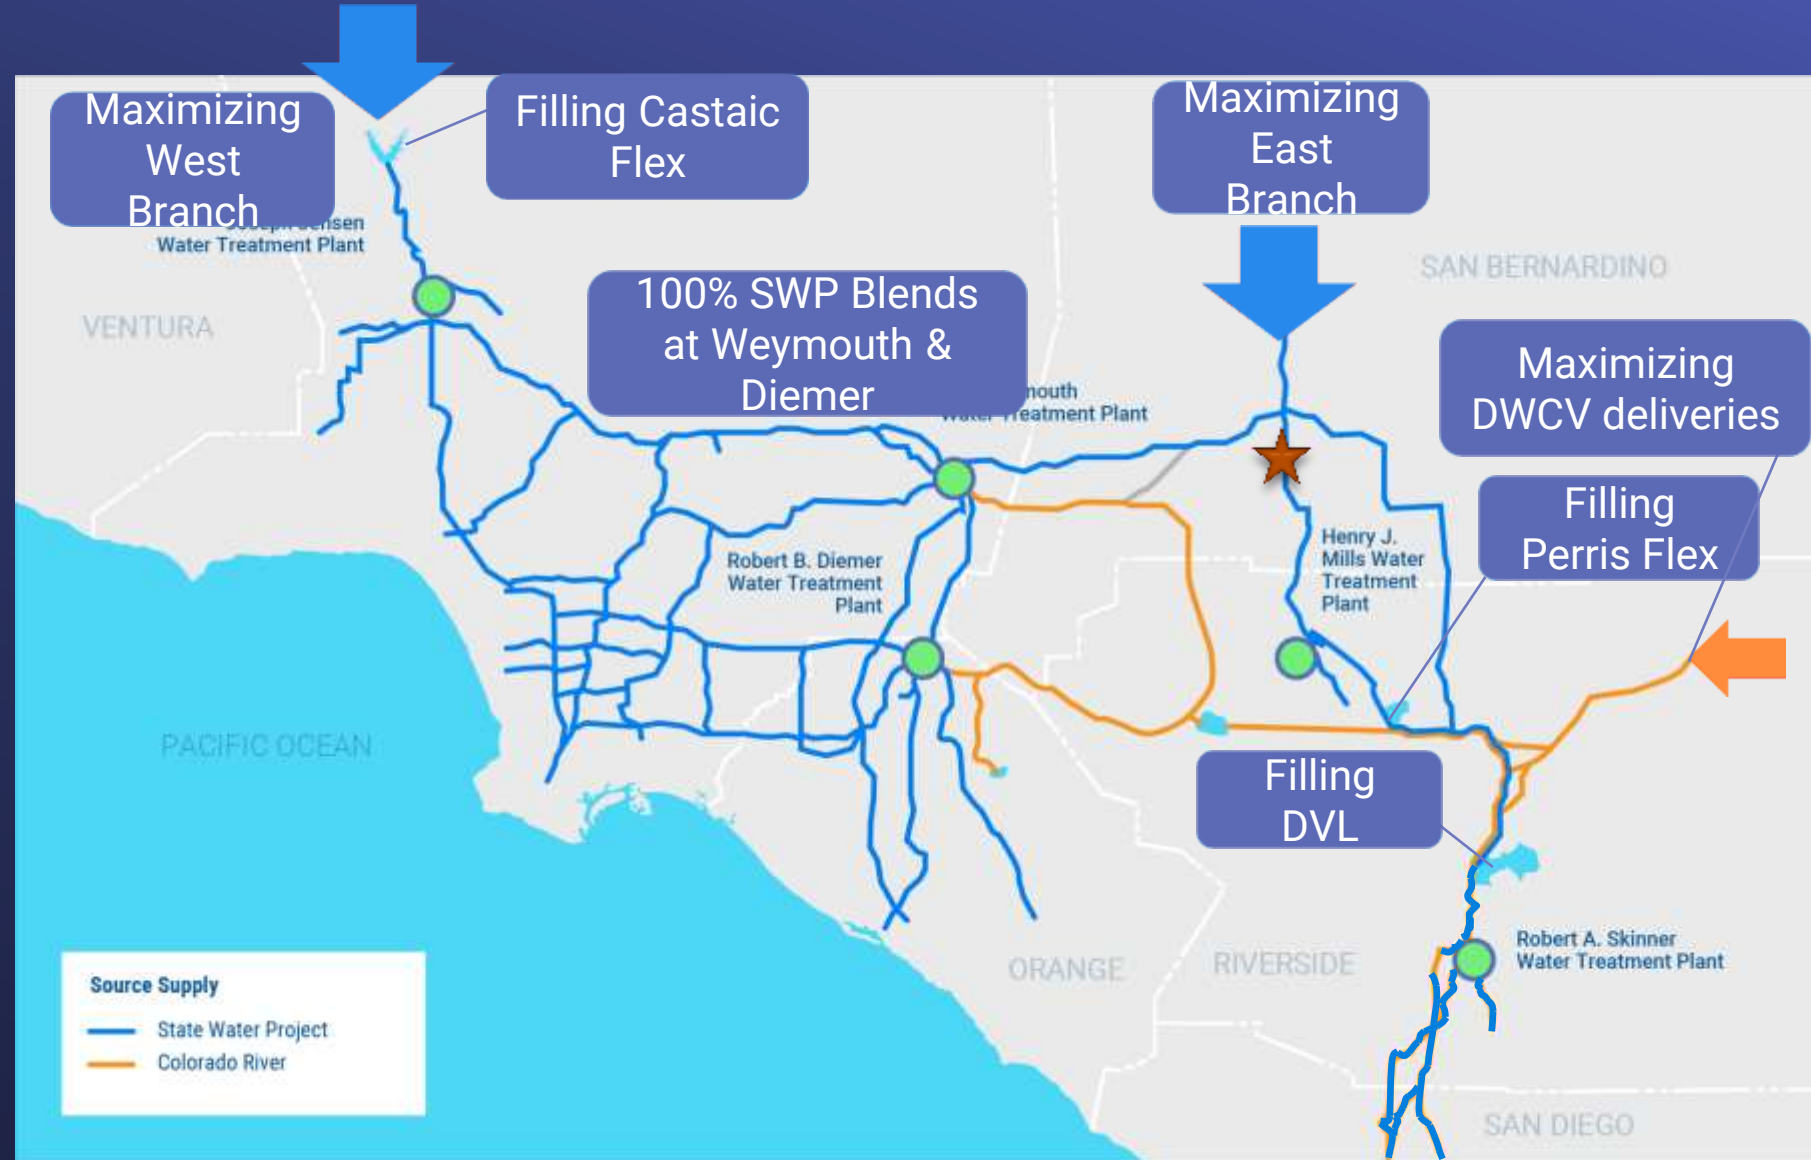 Maximizing
West
Branch
Filling Castaic
Flex
Maximizing
East
Branch
Water Treatment Plant
SAN BERNARDINO
VENTURA
100% SWP Blends
at Weymouth &
Diemer
Water Treatment Plant
Maximizing
DWCV deliveries
Filling
Perris Flex
Henry J.
Mills Water
Treatment
Plant
Robert B. Diemer
Water Treatment
Plant
PACIFIC OCEAN
Filling
DVL
Robert A. Skinner
Water Treatment Plant
ORANGE
RIVERSIDE
SAN DIEGO
Source Supply
State Water Project
Colorado River